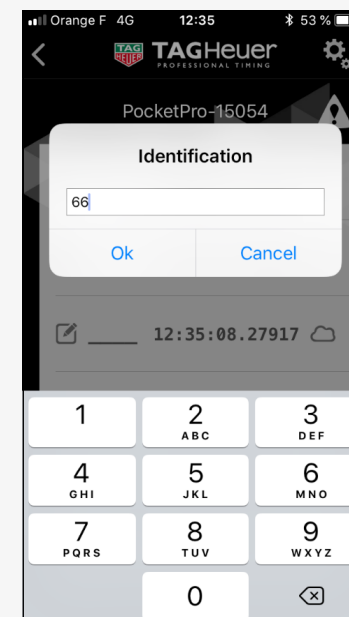 Orange F 4G 12:35 53 %
TAG HEUER TAGHeuer
PROFESSIONAL TIMING
PocketPro-15054
Identification
66
Ok Cancel
____ 12:35:08.27917
1 2 3
ABC DEF
4 5 6
GHI JKL MNO
7 8 9
PQRS TUV WXYZ
0